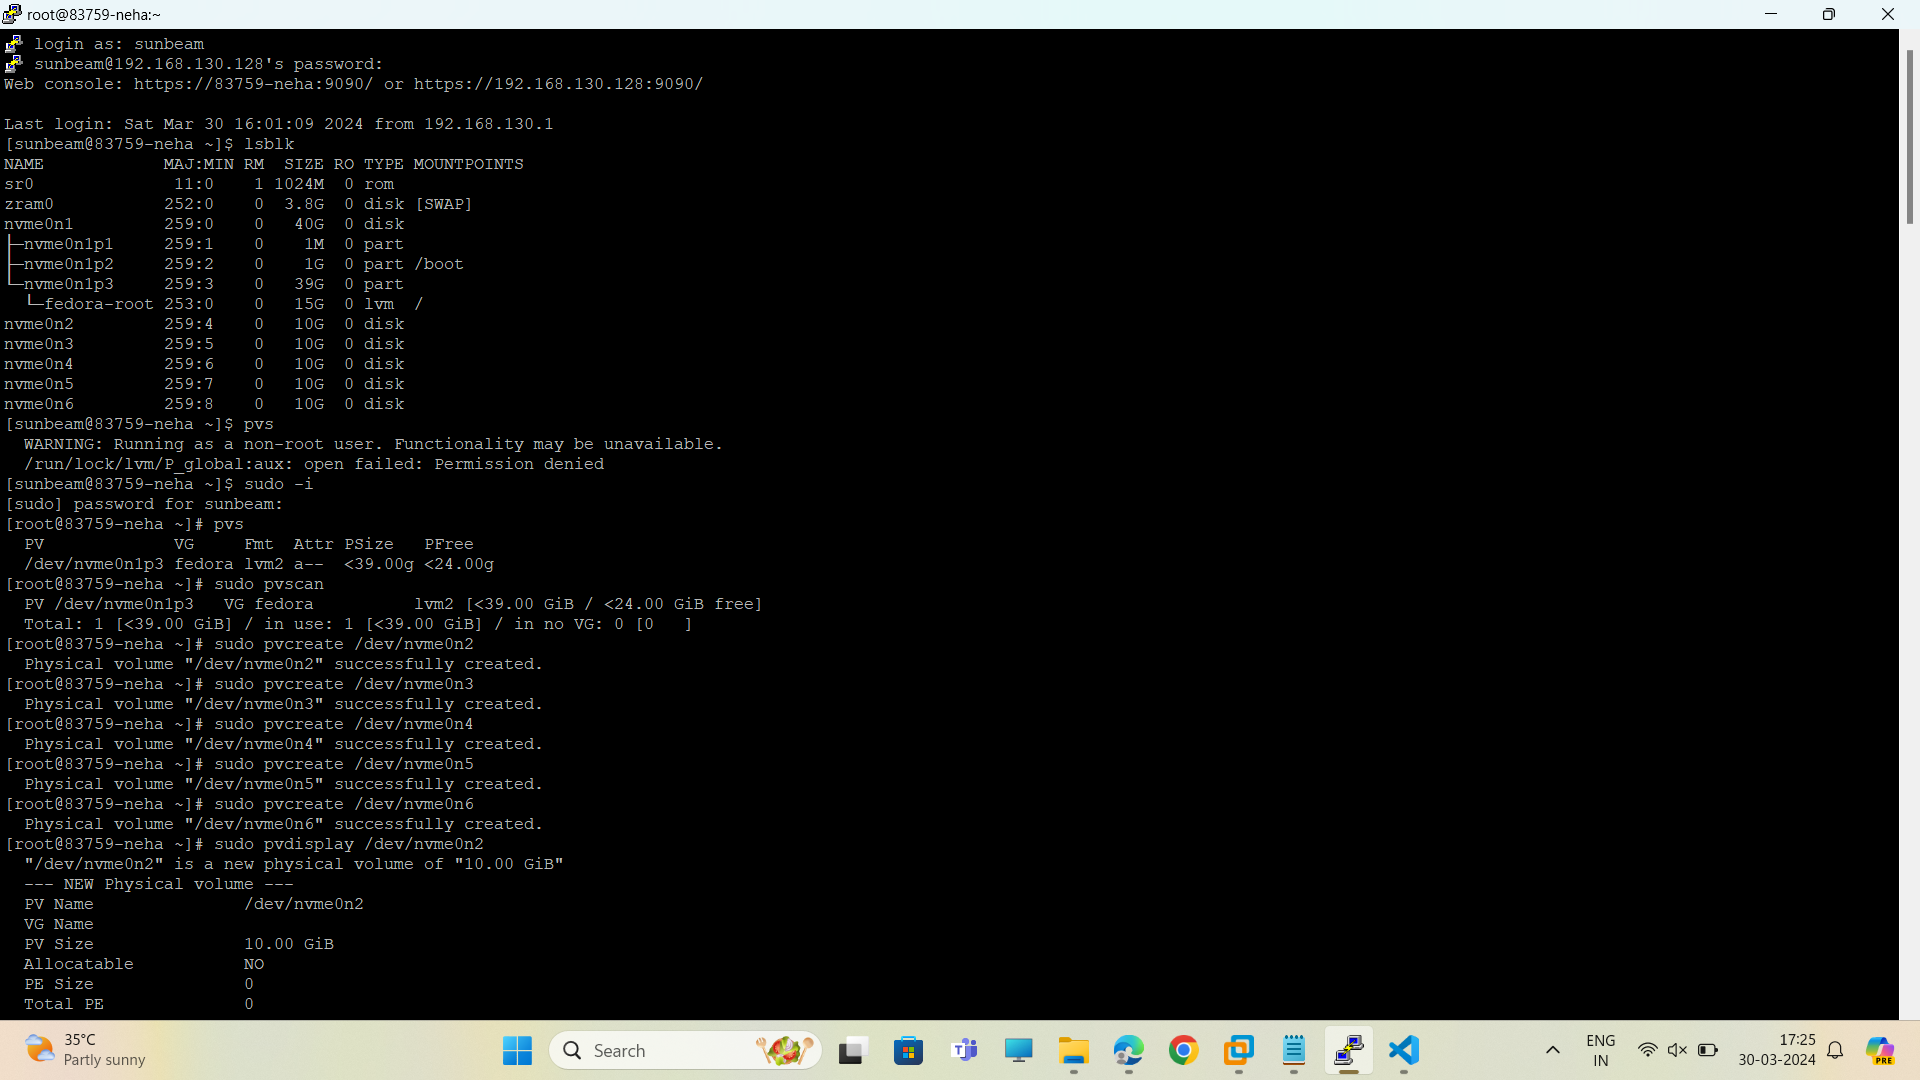 root@83759-neha:~
login as: sunbeam
sunbeam@192.168.130.128's password:
Web console: https://83759-neha:9090/ or https://192.168.130.128:9090/
Last login: Sat Mar 30 16:01:09 2024 from 192.168.130.1
[sunbeam@83759-neha ~]$ lsblk
NAME            MAJ:MIN RM  SIZE RO TYPE MOUNTPOINTS
sr0              11:0    1 1024M  0 rom
zram0           252:0    0  3.8G  0 disk [SWAP]
nvme0n1         259:0    0   40G  0 disk
├─nvme0n1p1     259:1    0    1M  0 part
├─nvme0n1p2     259:2    0    1G  0 part /boot
└─nvme0n1p3     259:3    0   39G  0 part
  └─fedora-root 253:0    0   15G  0 lvm  /
nvme0n2         259:4    0   10G  0 disk
nvme0n3         259:5    0   10G  0 disk
nvme0n4         259:6    0   10G  0 disk
nvme0n5         259:7    0   10G  0 disk
nvme0n6         259:8    0   10G  0 disk
[sunbeam@83759-neha ~]$ pvs
  WARNING: Running as a non-root user. Functionality may be unavailable.
  /run/lock/lvm/P_global:aux: open failed: Permission denied
[sunbeam@83759-neha ~]$ sudo -i
[sudo] password for sunbeam:
[root@83759-neha ~]# pvs
  PV             VG     Fmt  Attr PSize   PFree
  /dev/nvme0n1p3 fedora lvm2 a--  <39.00g <24.00g
[root@83759-neha ~]# sudo pvscan
  PV /dev/nvme0n1p3   VG fedora          lvm2 [<39.00 GiB / <24.00 GiB free]
  Total: 1 [<39.00 GiB] / in use: 1 [<39.00 GiB] / in no VG: 0 [0   ]
[root@83759-neha ~]# sudo pvcreate /dev/nvme0n2
  Physical volume "/dev/nvme0n2" successfully created.
[root@83759-neha ~]# sudo pvcreate /dev/nvme0n3
  Physical volume "/dev/nvme0n3" successfully created.
[root@83759-neha ~]# sudo pvcreate /dev/nvme0n4
  Physical volume "/dev/nvme0n4" successfully created.
[root@83759-neha ~]# sudo pvcreate /dev/nvme0n5
  Physical volume "/dev/nvme0n5" successfully created.
[root@83759-neha ~]# sudo pvcreate /dev/nvme0n6
  Physical volume "/dev/nvme0n6" successfully created.
[root@83759-neha ~]# sudo pvdisplay /dev/nvme0n2
  "/dev/nvme0n2" is a new physical volume of "10.00 GiB"
  --- NEW Physical volume ---
  PV Name               /dev/nvme0n2
  VG Name
  PV Size               10.00 GiB
  Allocatable           NO
  PE Size               0
  Total PE              0
35°C
Partly sunny
Search
ENG
IN
17:25
30-03-2024
PRE